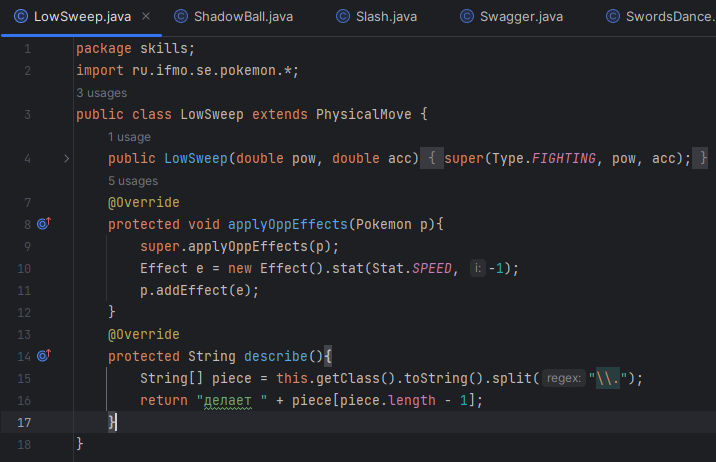 LowSweep.java × ShadowBall.java Slash.java Swagger.java SwordsDance.
1 package skills;
2 import ru.ifmo.se.pokemon.*;
3 usages
3 public class LowSweep extends PhysicalMove {
1 usage
4 public LowSweep(double pow, double acc) { super(Type.FIGHTING, pow, acc); }
5 usages
7 @Override
8 protected void applyOppEffects(Pokemon p){
9 super.applyOppEffects(p);
10 Effect e = new Effect().stat(Stat.SPEED, i: -1);
11 p.addEffect(e);
12 }
13 @Override
14 protected String describe(){
15 String[] piece = this.getClass().toString().split( regex: "\\.");
16 return "делает " + piece[piece.length - 1];
17 }
18 }